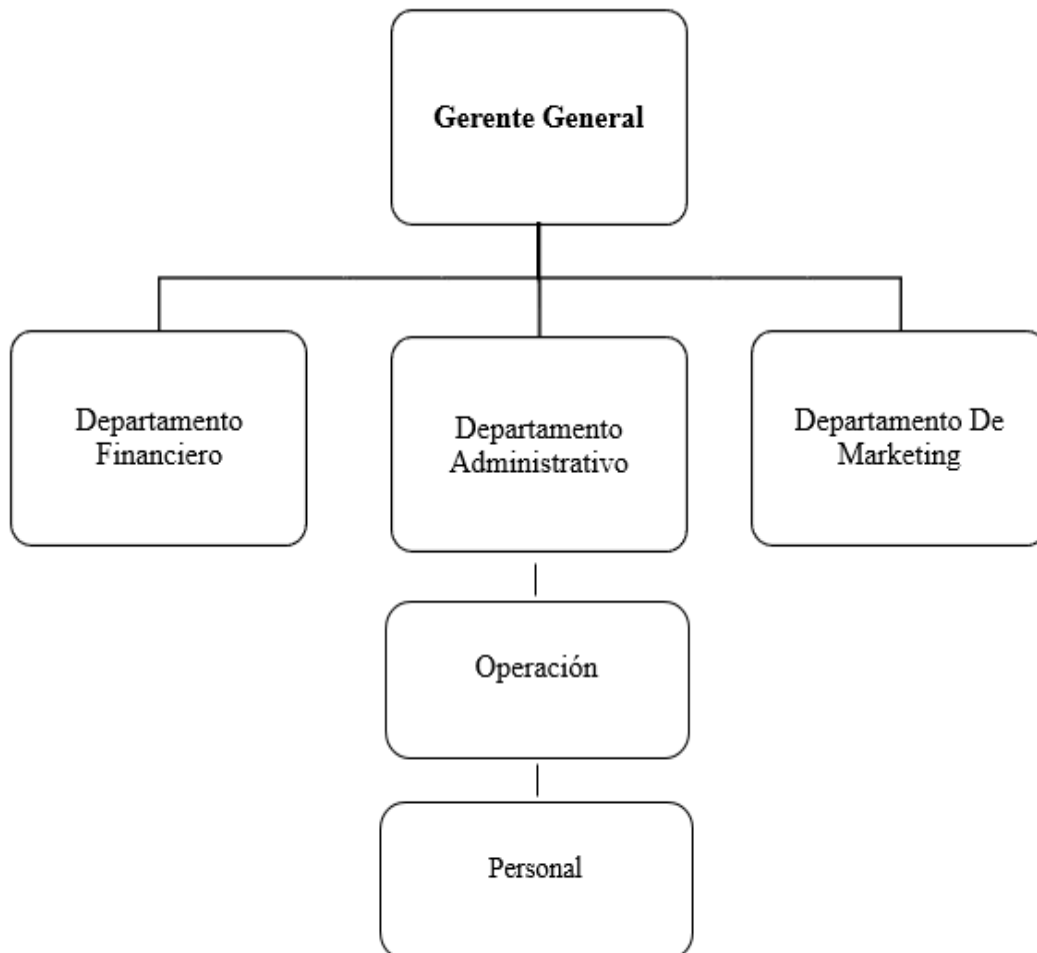 Gerente General
Departamento
Financiero
Departamento
Administrativo
Departamento De
Marketing
Operación
Personal